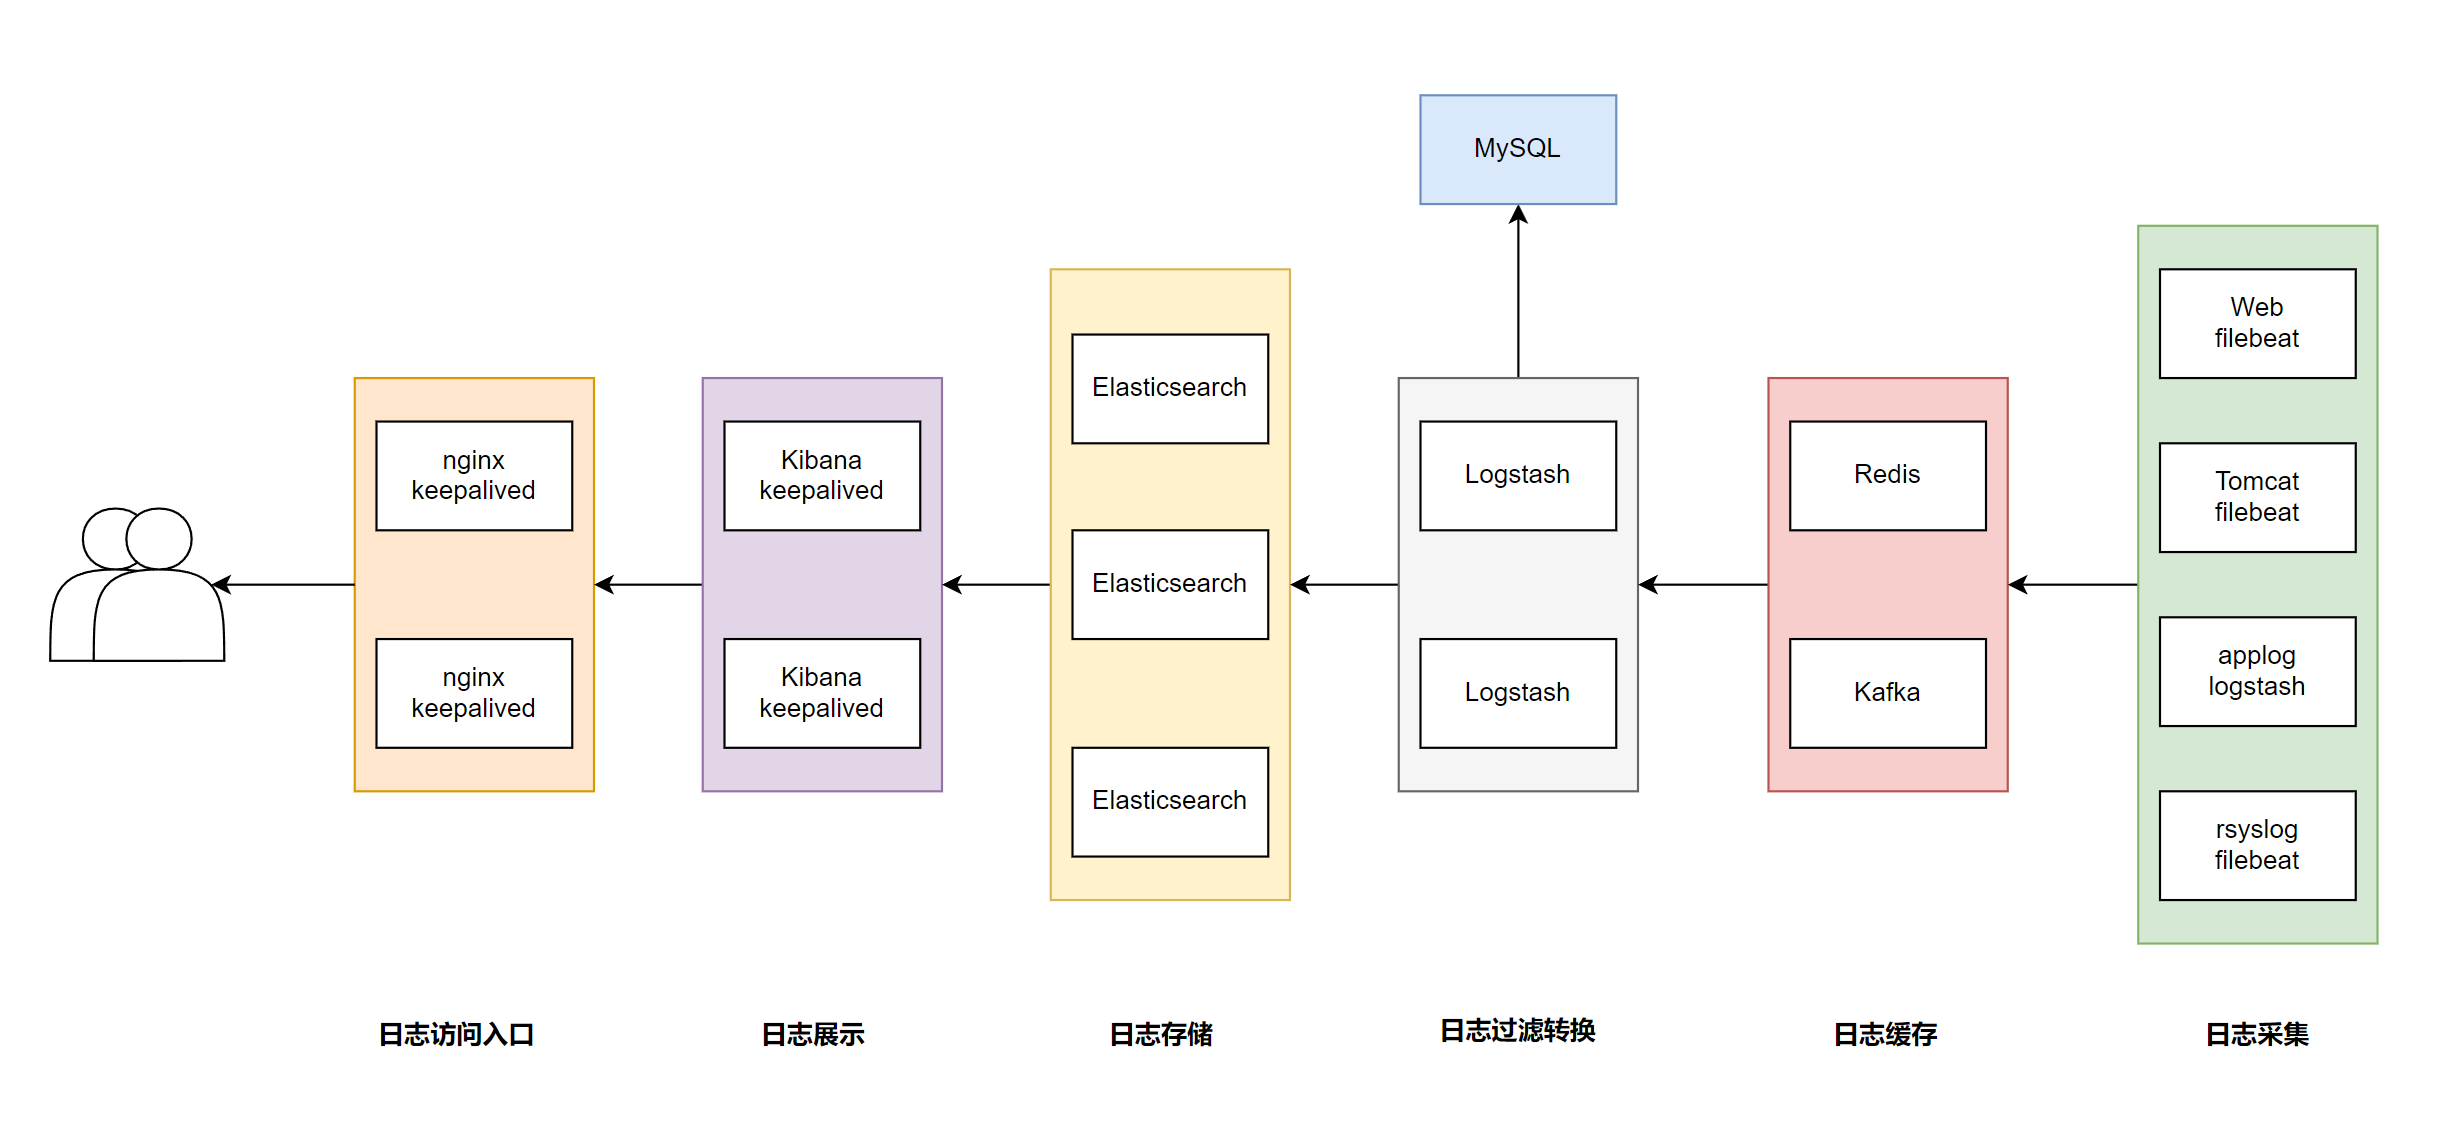 MySQL
nginx
keepalived
nginx
keepalived
Kibana
keepalived
Kibana
keepalived
Elasticsearch
Elasticsearch
Elasticsearch
Logstash
Logstash
Redis
Kafka
Web
filebeat
Tomcat
filebeat
applog
logstash
rsyslog
filebeat
日志访问入口
日志展示
日志存储
日志过滤转换
日志缓存
日志采集